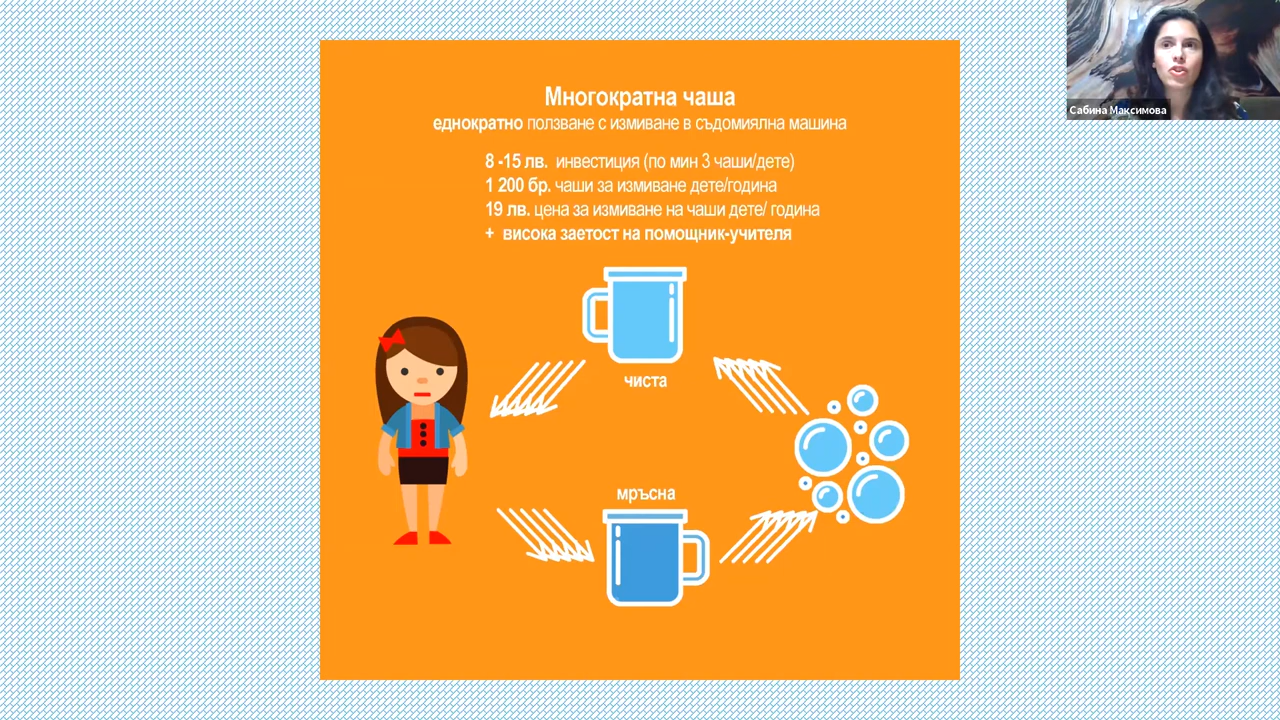 Многократна чаша
еднократно ползване с измиване в съдомиялна машина
8 -15 лв. инвестиция (по мин 3 чаши/дете)
1 200 бр. чаши за измиване дете/година
19 лв. цена за измиване на чаши дете/ година
+ висока заетост на помощник-учителя
чиста
мръсна
Сабина Максимова